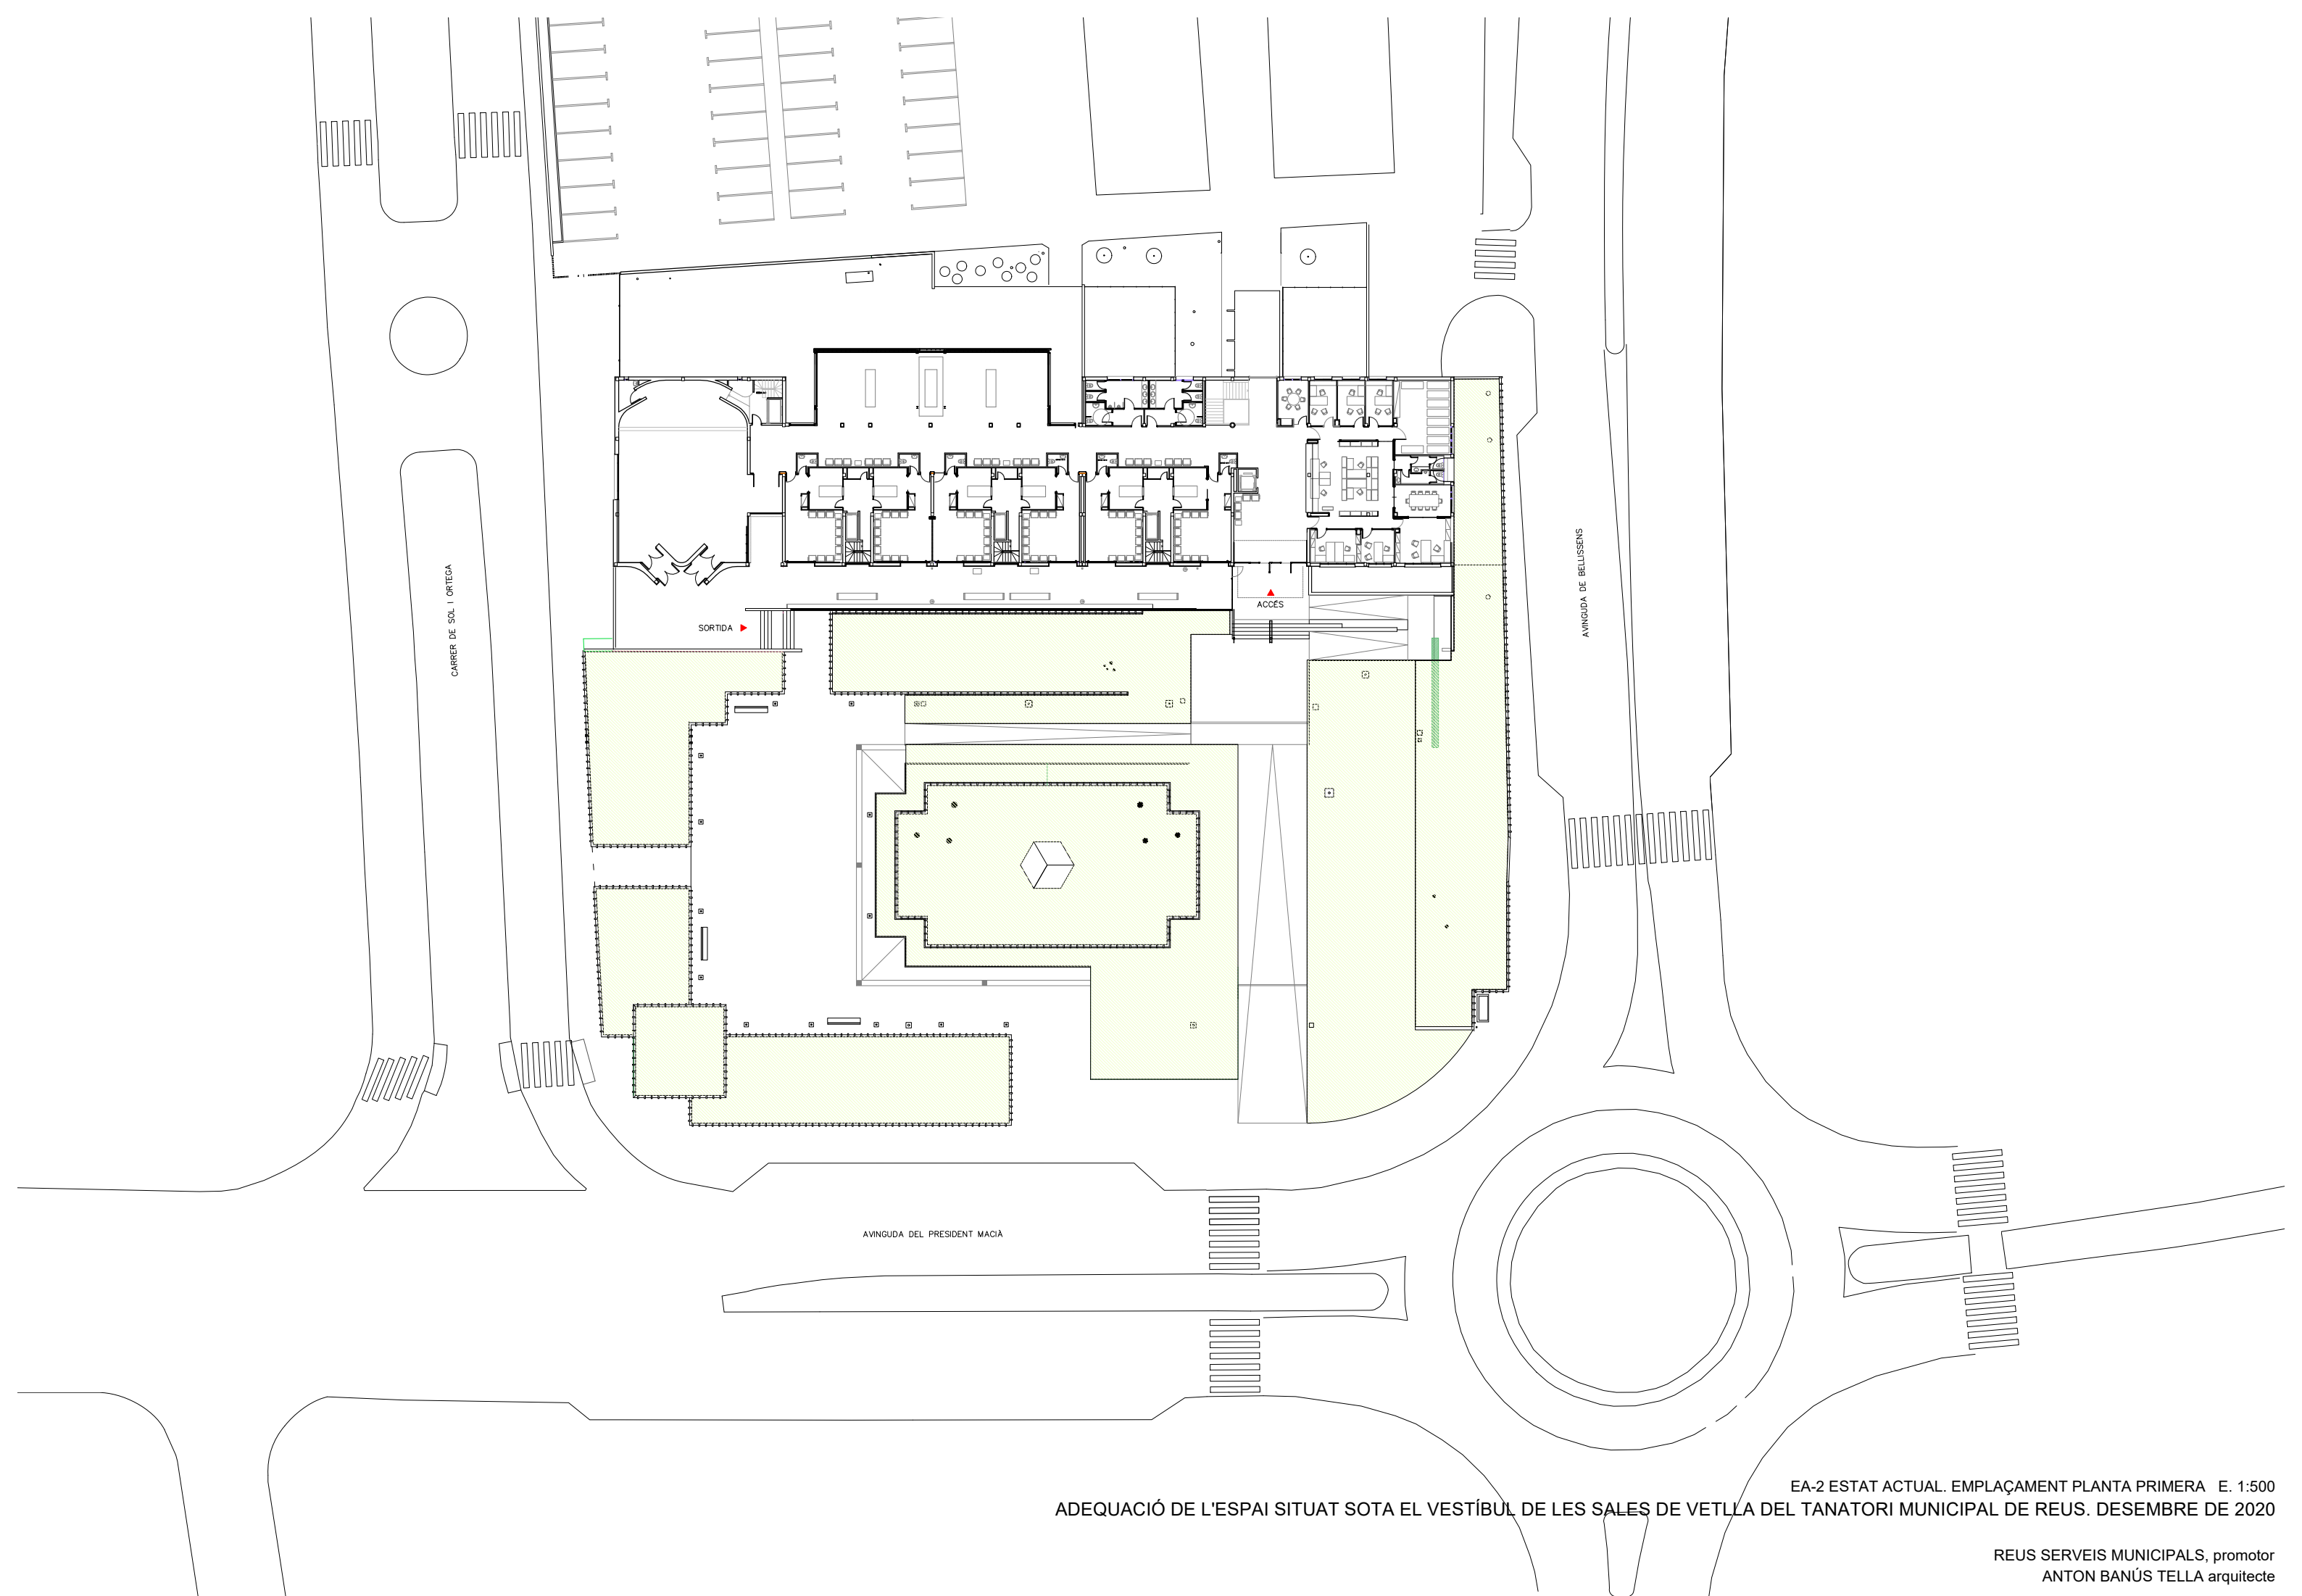 AVINGUDA DE BELLISSENS
CARRER DE SOL I ORTEGA
ACCÉS
SORTIDA
AVINGUDA DEL PRESIDENT MACIÀ
EA-2 ESTAT ACTUAL. EMPLAÇAMENT PLANTA PRIMERA E. 1:500
ADEQUACIÓ DE L'ESPAI SITUAT SOTA EL VESTÍBUL DE LES SALES DE VETLLA DEL TANATORI MUNICIPAL DE REUS. DESEMBRE DE 2020
REUS SERVEIS MUNICIPALS, promotor
ANTON BANÚS TELLA arquitecte